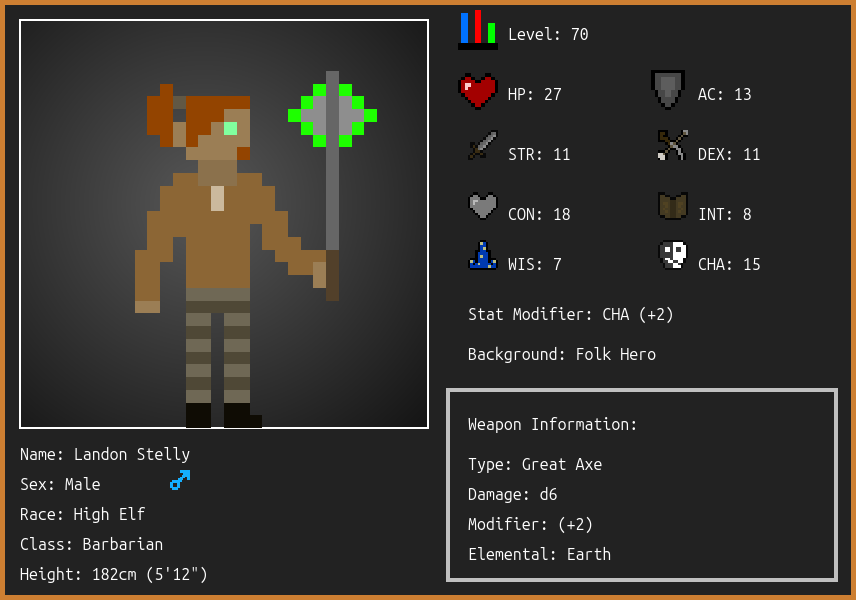 Level: 70
HP: 27
AC: 13
STR: 11
DEX: 11
CON: 18
INT: 8
WIS: 7
CHA: 15
Stat Modifier: CHA (+2)
Background: Folk Hero
Weapon Information:
Type: Great Axe
Damage: d6
Modifier: (+2)
Elemental: Earth
Name: Landon Stelly
Sex: Male
Race: High Elf
Class: Barbarian
Height: 182cm (5'12")